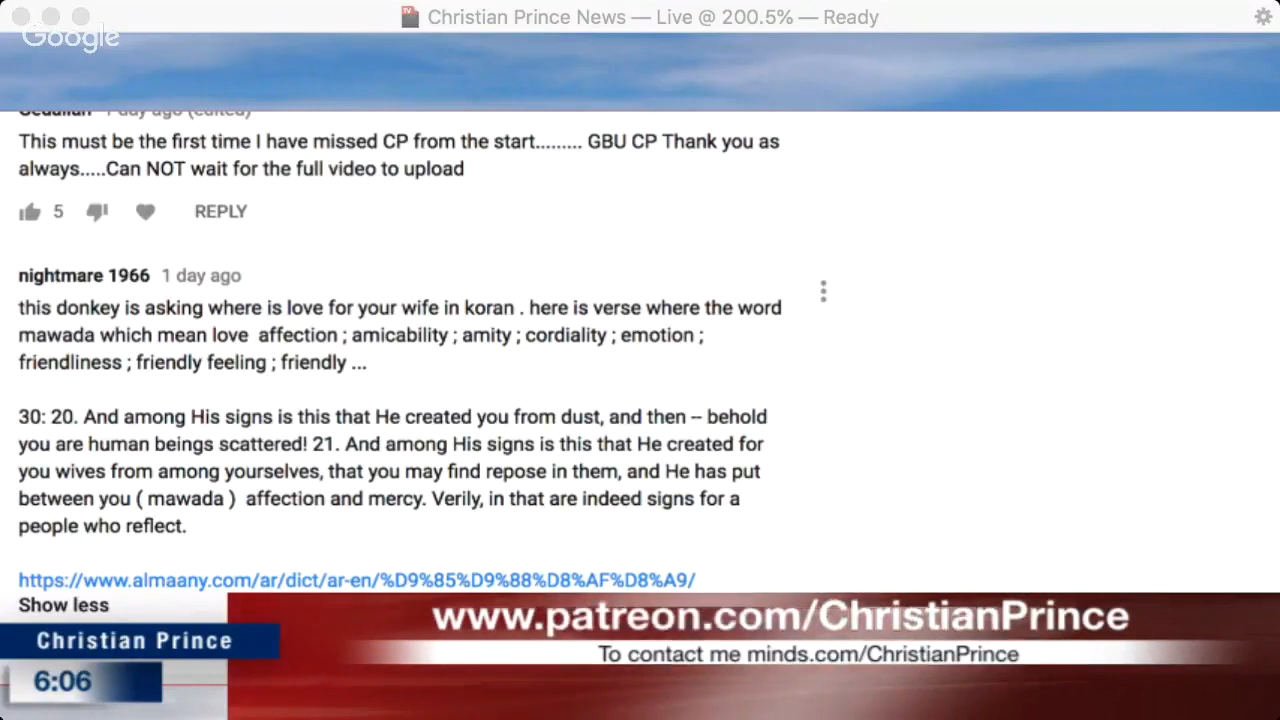 Christian Prince News — Live @ 200.5% — Ready
Google
1 day ago (edited)
This must be the first time I have missed CP from the start......... GBU CP Thank you as
always.....Can NOT wait for the full video to upload
5 REPLY
nightmare 1966 1 day ago
this donkey is asking where is love for your wife in koran . here is verse where the word
mawada which mean love  affection ; amicability ; amity ; cordiality ; emotion ;
friendliness ; friendly feeling ; friendly ...
30: 20. And among His signs is this that He created you from dust, and then -- behold
you are human beings scattered! 21. And among His signs is this that He created for
you wives from among yourselves, that you may find repose in them, and He has put
between you ( mawada )  affection and mercy. Verily, in that are indeed signs for a
people who reflect.
https://www.almaany.com/ar/dict/ar-en/%D9%85%D9%88%D8%AF%D8%A9/
Show less
www.patreon.com/ChristianPrince
To contact me minds.com/ChristianPrince
Christian Prince
6:06